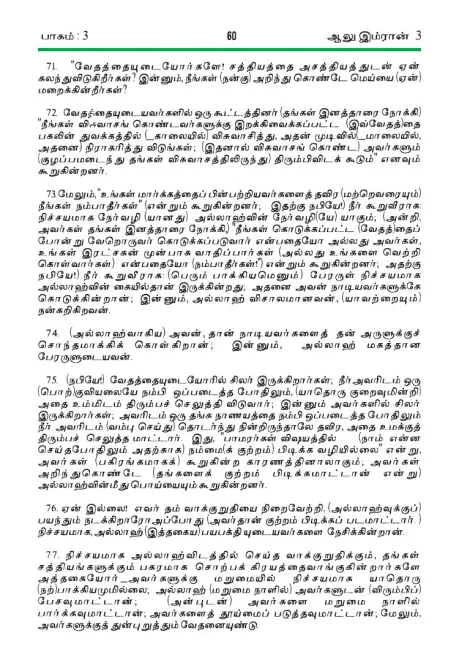 பாகம் : 3 60 ஆலு இம்ரான் 3
71. "வேதத்தையுடையோர்களே! சத்தியத்தை அசத்தியத்துடன் ஏன்
கலந்துவிடுகிறீர்கள்? இன்னும், நீங்கள் (நன்கு) அறிந்து கொண்டே மெய்யை (ஏன்)
மறைக்கிறீர்கள்?
72. வேதத்தையுடையவர்களில் ஒரு கூட்டத்தினர் (தங்கள் இனத்தாரை நோக்கி)
"நீங்கள் விசுவாசங் கொண்டவர்களுக்கு இறக்கிவைக்கப்பட்ட (இவ்வேதத்)தை
பகலின் துவக்கத்தில் (_காலையில்) விசுவாசித்து, அதன் முடிவில்(_மாலையில்,
அதனை) நிராகரித்து விடுங்கள்; (இதனால் விசுவாசங் கொண்ட) அவர்களும்
(குழப்பமடைந்து தங்கள் விசுவாசத்திலிருந்து) திரும்பிவிடக் கூடும்" எனவும்
கூறுகின்றனர்.
73.மேலும்,"உங்கள் மார்க்கத்தைப் பின்பற்றியவர்களைத் தவிர (மற்றெவரையும்)
நீங்கள் நம்பாதீர்கள்" (என்றும் கூறுகின்றனர்; இதற்கு நபியே!) நீர் கூறுவீராக:
நிச்சயமாக நேர்வழி (யானது) அல்லாஹ்வின் நேர்வழி(யே) யாகும்; (அன்றி,
அவர்கள் தங்கள் இனத்தாரை நோக்கி,) "நீங்கள் கொடுக்கப்பட்ட (வேதத்)தைப்
போன்று வேறொருவர் கொடுக்கப்படுவார் என்பதையோ அல்லது அவர்கள்,
உங்கள் இரட்சகன் முன்பாக வாதிப்பார்கள் (அல்லது உங்களை வெற்றி
கொள்வார்கள்) என்பதையோ (நம்பாதீர்கள்!") என்றும் கூறுகின்றனர்; அதற்கு
நபியே!) நீர் கூறுவீராக: (பெரும் பாக்கியமெனும்) பேரருள் நிச்சயமாக
அல்லாஹ்வின் கையில்தான் இருக்கின்றது; அதனை அவன் நாடியவர்களுக்கே
கொடுக்கின்றான்; இன்னும், அல்லாஹ் விசாலமானவன், (யாவற்றையும்)
நன்கறிகிறவன்.
74. (அல்லாஹ்வாகிய) அவன், தான் நாடியவர்களைத் தன் அருளுக்குச்
சொந்தமாக்கிக் கொள்கிறான்; இன்னும், அல்லாஹ் மகத்தான
பேரருளுடையவன்.
75. (நபியே!) வேதத்தையுடையோரில் சிலர் இருக்கிறார்கள்; நீர்அவரிடம் ஒரு
(பொற்)குவியலையே நம்பி ஒப்படைத்த போதிலும், (யாதொரு குறைவுமின்றி)
அதை உம்மிடம் திரும்பச் செலுத்தி விடுவார்; இன்னும் அவர்களில் சிலர்
இருக்கிறார்கள்; அவரிடம் ஒரு தங்க நாணயத்தை நம்பி ஒப்படைத்த போதிலும்
நீர் அவரிடம் (வம்பு செய்து) தொடர்ந்து நின்றிருந்தாலே தவிர, அதை உமக்குத்
திரும்பச் செலுத்த மாட்டார். இது, "பாமரர்கள் விஷயத்தில் (நாம் என்ன
செய்தபோதிலும் அதற்காக) நம்மை(க் குற்றம்) பிடிக்க வழியில்லை" என்று,
அவர்கள் (பகிரங்கமாகக்) கூறுகின்ற காரணத்தினாலாகும்; அவர்கள்
அறிந்துகொண்டே (தங்களைக் குற்றம் பிடிக்கமாட்டான் என்று)
அல்லாஹ்வின்மீது பொய்யையும் கூறுகின்றனர்.
76. ஏன் இல்லை! எவர் தம் வாக்குறுதியை நிறைவேற்றி, (அல்லாஹ்வுக்குப்)
பயந்தும் நடக்கிறாரோஅப்போது (அவர்தான் குற்றம் பிடிக்கப் படமாட்டார். )
நிச்சயமாக,அல்லாஹ் (இத்தகைய)பயபக்தியுடையவர்களை நேசிக்கின்றான்.
77. நிச்சயமாக அல்லாஹ்விடத்தில் செய்த வாக்குறுதிக்கும், தங்கள்
சத்தியங்களுக்கும் பகரமாக சொற்பக் கிரயத்தைவாங்குகின்றார்களே
அத்தகையோர் _அவர்களுக்கு மறுமையில் நிச்சயமாக யாதொரு
(நற்)பாக்கியமுமில்லை, அல்லாஹ் (மறுமை நாளில்) அவர்களுடன் (விரும்பிப்)
பேசவுமாட்டான்; (அன்புடன்) அவர்களை மறுமை நாளில்
பார்க்கவுமாட்டான்; அவர்களைத் தூய்மைப் படுத்தவுமாட்டான்; மேலும்,
அவர்களுக்குத் துன்புறுத்தும் வேதனையுண்டு.